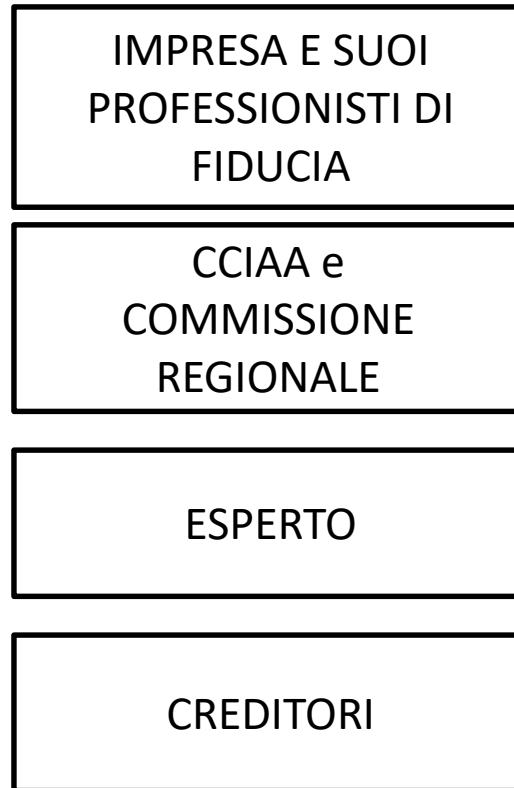 IMPRESA E SUOI
PROFESSIONISTI DI
FIDUCIA
CCIAA e
COMMISSIONE
REGIONALE
ESPERTO
CREDITORI